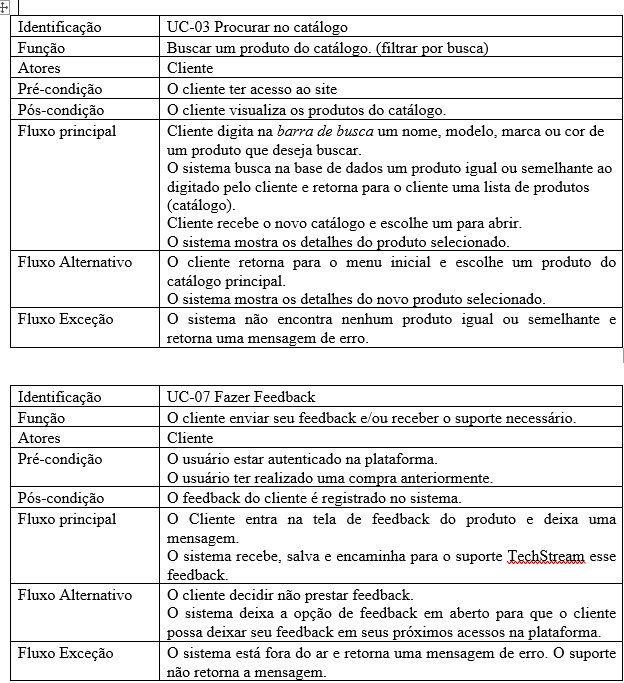 Identificação UC-03 Procurar no catálogo
Função Buscar um produto do catálogo. (filtrar por busca)
Atores Cliente
Pré-condição O cliente ter acesso ao site
Pós-condição O cliente visualiza os produtos do catálogo.
Fluxo principal Cliente digita na barra de busca um nome, modelo, marca ou cor de
um produto que deseja buscar.
O sistema busca na base de dados um produto igual ou semelhante ao
digitado pelo cliente e retorna para o cliente uma lista de produtos
(catálogo).
Cliente recebe o novo catálogo e escolhe um para abrir.
O sistema mostra os detalhes do produto selecionado.
Fluxo Alternativo O cliente retorna para o menu inicial e escolhe um produto do
catálogo principal.
O sistema mostra os detalhes do novo produto selecionado.
Fluxo Exceção O sistema não encontra nenhum produto igual ou semelhante e
retorna uma mensagem de erro.
Identificação UC-07 Fazer Feedback
Função O cliente enviar seu feedback e/ou receber o suporte necessário.
Atores Cliente
Pré-condição O usuário estar autenticado na plataforma.
O usuário ter realizado uma compra anteriormente.
Pós-condição O feedback do cliente é registrado no sistema.
Fluxo principal O Cliente entra na tela de feedback do produto e deixa uma
mensagem.
O sistema recebe, salva e encaminha para o suporte TechStream esse
feedback.
Fluxo Alternativo O cliente decidir não prestar feedback.
O sistema deixa a opção de feedback em aberto para que o cliente
possa deixar seu feedback em seus próximos acessos na plataforma.
Fluxo Exceção O sistema está fora do ar e retorna uma mensagem de erro. O suporte
não retorna a mensagem.